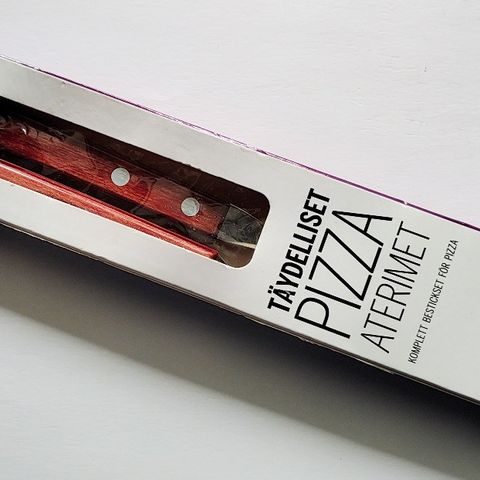 TÄYDELLISET
PIZZA
ATERIMET
KOMPLETT BESTICKSET FÖR PIZZA